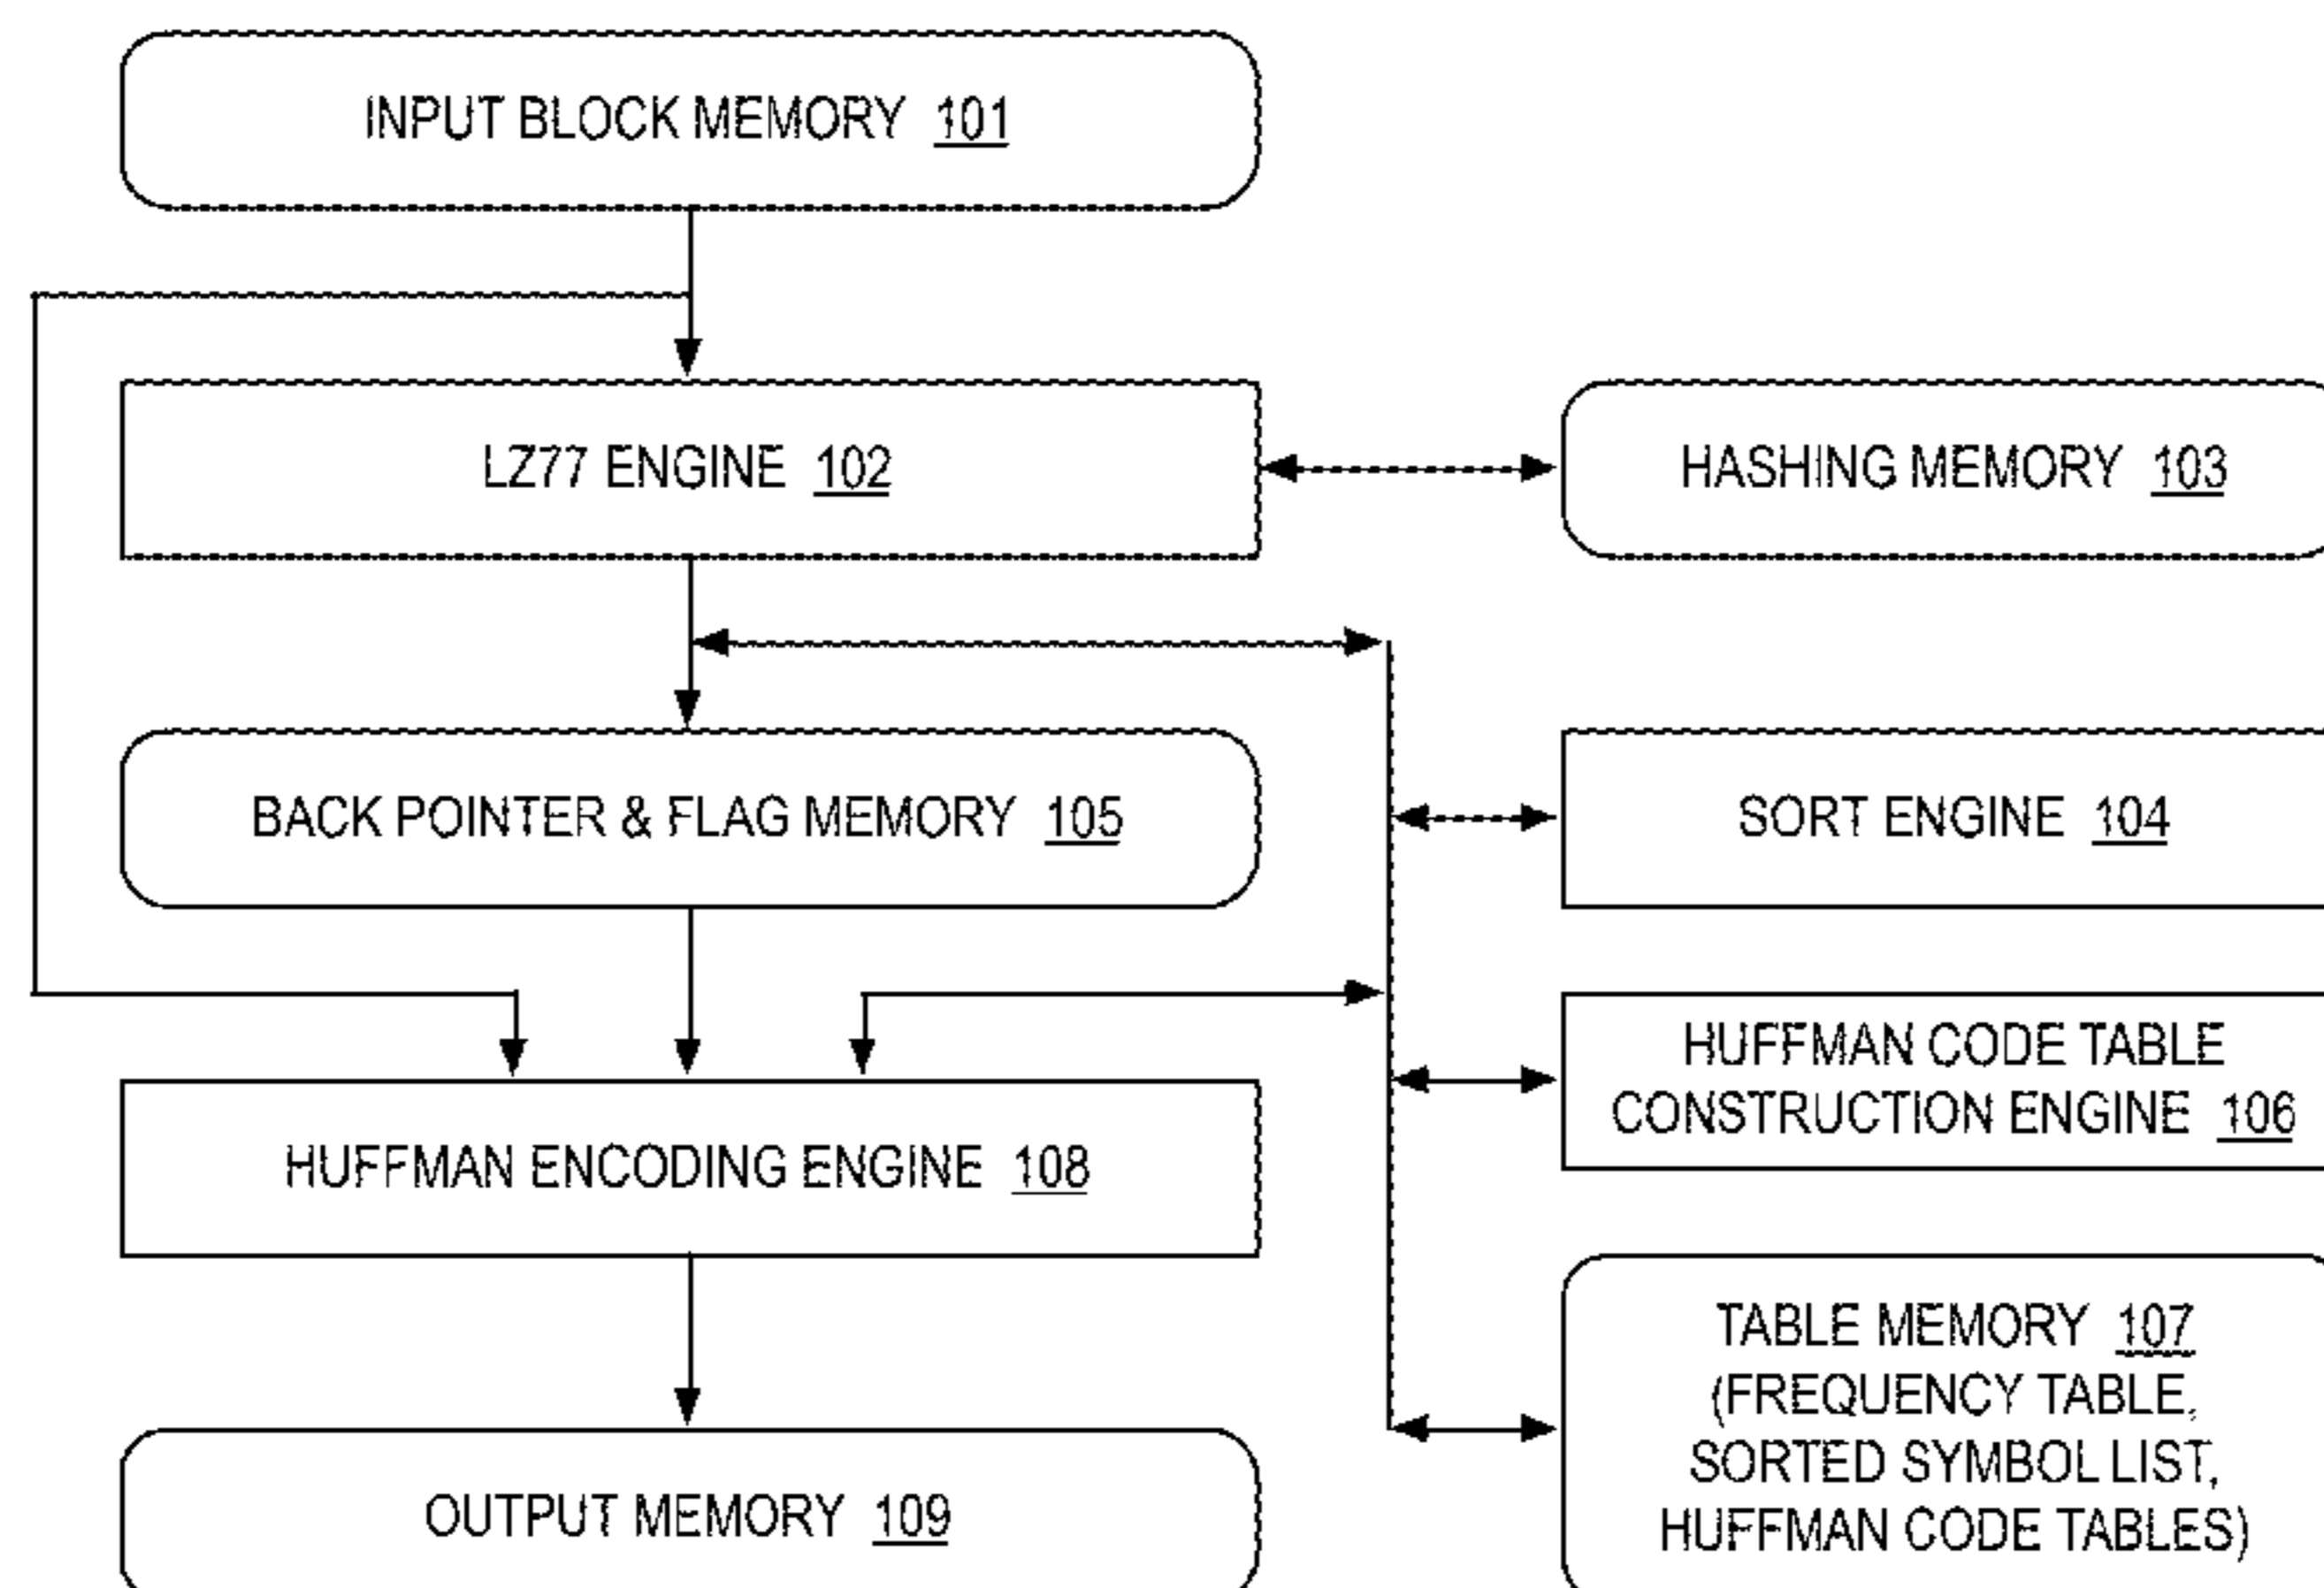 INPUT BLOCK MEMORY 101
LZ77 ENGINE 102
HASHING MEMORY 103
BACK POINTER & FLAG MEMORY 105
SORT ENGINE 104
HUFFMAN CODE TABLE
CONSTRUCTION ENGINE 106
HUFFMAN ENCODING ENGINE 108
TABLE MEMORY 107
(FREQUENCY TABLE,
SORTED SYMBOL LIST,
HUFFMAN CODE TABLES)
OUTPUT MEMORY 109